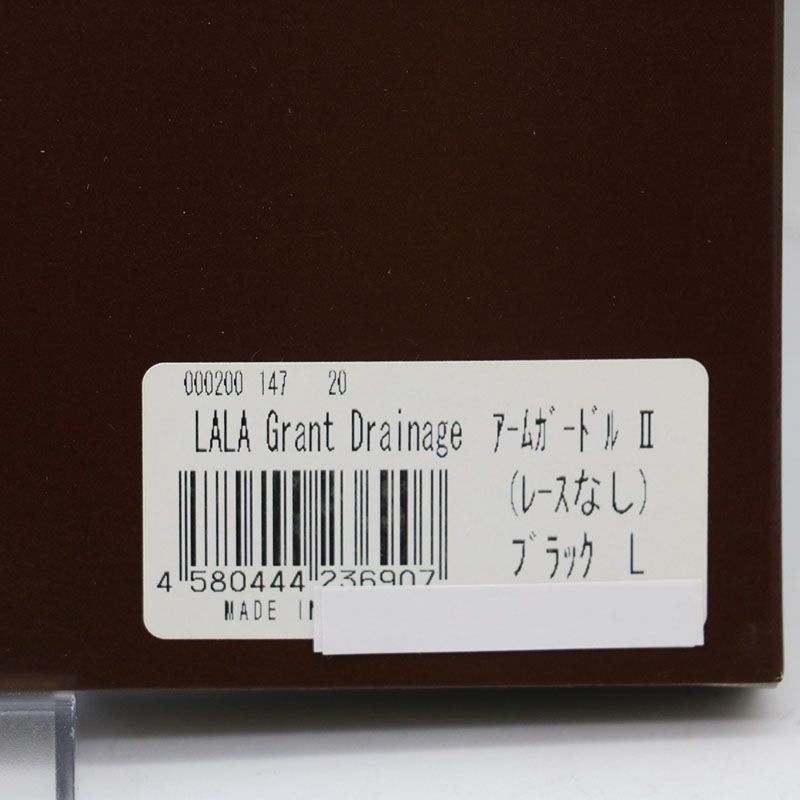 000200 147 20
LALA Grant Drainage ｱｰﾑｶﾞｰﾄﾞﾙ Ⅱ
(ﾚｰｽなし)
ﾌﾞﾗｯｸ L
4 580444 236907
MADE IN